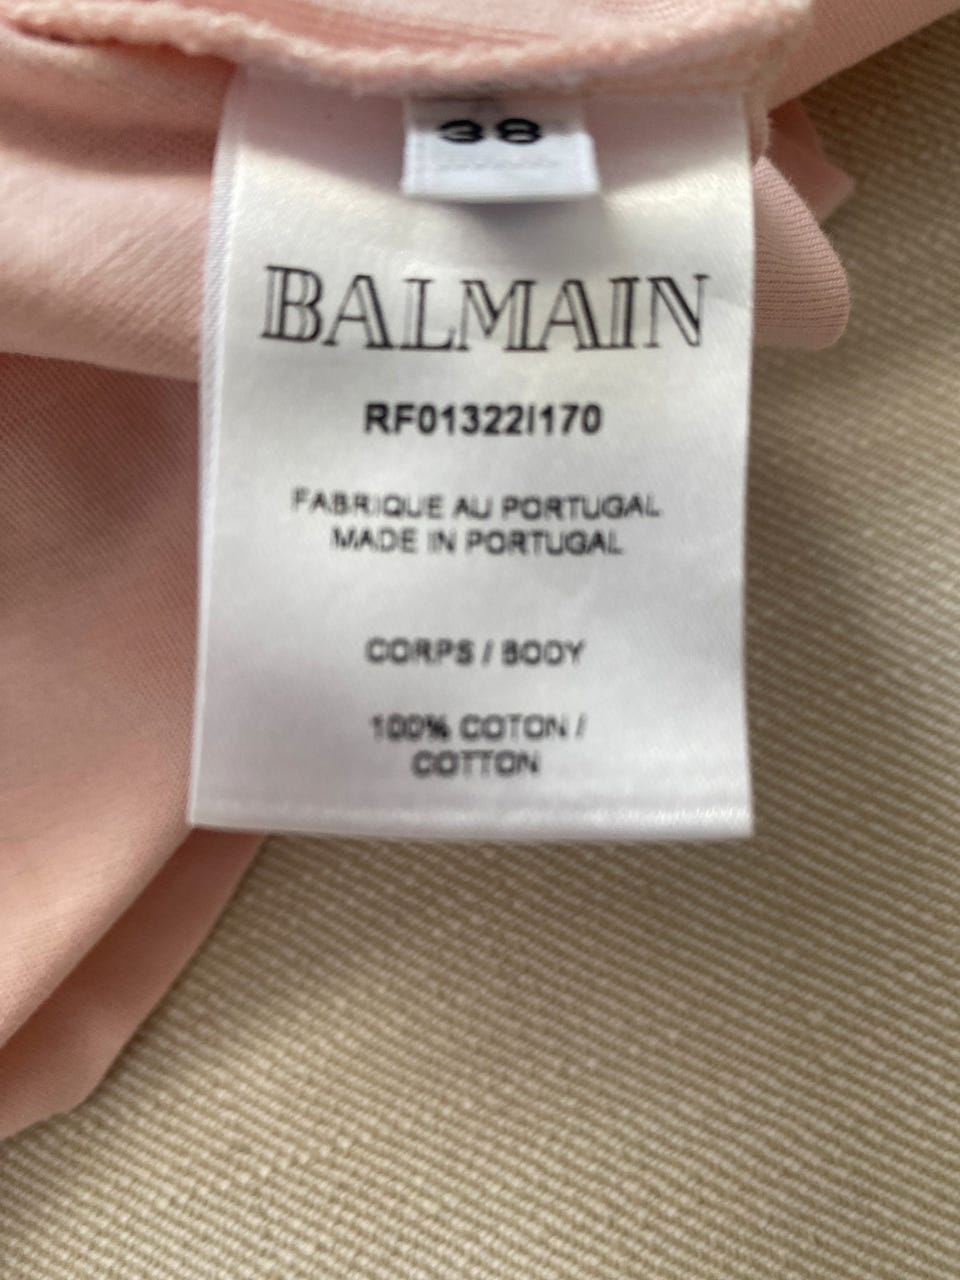 38
BALMAIN
RF01322I170
FABRIQUE AU PORTUGAL
MADE IN PORTUGAL
CORPS / BODY
100% COTON /
COTTON